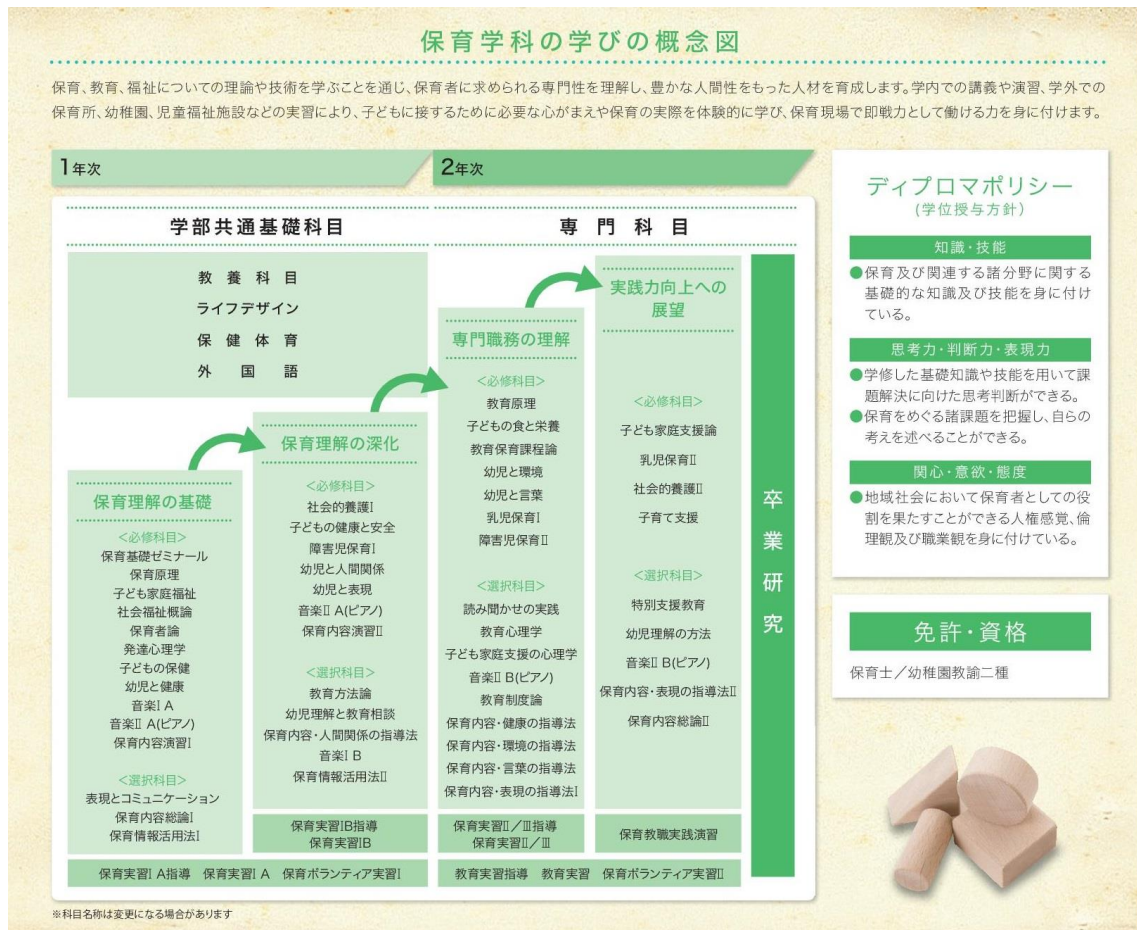 保育学科の学びの概念図
保育、教育、福祉についての理論や技術を学ぶことを通じ、保育者に求められる専門性を理解し、豊かな人間性をもった人材を育成します。学内での講義や演習、学外での
保育所、幼稚園、児童福祉施設などの実習により、子どもに接するために必要な心がまえや保育の実際を体験的に学び、保育現場で即戦力として働ける力を身に付けます。
1年次
2年次
学部共通基礎科目
専門科目
教養科目
ライフデザイン
保健体育
外国語
保育理解の基礎
<必修科目>
保育基礎ゼミナール
保育原理
子ども家庭福祉
社会福祉概論
保育者論
発達心理学
子どもの保健
幼児と健康
音楽Ⅰ A
音楽Ⅱ A(ピアノ)
保育内容演習Ⅰ
<選択科目>
表現とコミュニケーション
保育内容総論Ⅰ
保育情報活用法Ⅰ
保育理解の深化
<必修科目>
社会的養護Ⅰ
子どもの健康と安全
障害児保育Ⅰ
幼児と人間関係
幼児と表現
音楽Ⅱ A(ピアノ)
保育内容演習Ⅱ
<選択科目>
教育方法論
幼児理解と教育相談
保育内容・人間関係の指導法
音楽Ⅰ B
保育情報活用法Ⅱ
保育実習ⅠB指導
保育実習ⅠB
保育実習Ⅰ A指導 保育実習Ⅰ A 保育ボランティア実習Ⅰ
専門職務の理解
<必修科目>
教育原理
子どもの食と栄養
教育保育課程論
幼児と環境
幼児と言葉
乳児保育Ⅰ
障害児保育Ⅱ
<選択科目>
読み聞かせの実践
教育心理学
子ども家庭支援の心理学
音楽Ⅱ B(ピアノ)
教育制度論
保育内容・健康の指導法
保育内容・環境の指導法
保育内容・言葉の指導法
保育内容・表現の指導法Ⅰ
保育実習Ⅱ／Ⅲ指導
保育実習Ⅱ／Ⅲ
実践力向上への
展望
<必修科目>
子ども家庭支援論
乳児保育Ⅱ
社会的養護Ⅱ
子育て支援
<選択科目>
特別支援教育
幼児理解の方法
音楽Ⅱ B(ピアノ)
保育内容・表現の指導法Ⅱ
保育内容総論Ⅱ
保育教職実践演習
教育実習指導 教育実習 保育ボランティア実習Ⅱ
卒業研究
ディプロマポリシー
(学位授与方針)
知識・技能
●保育及び関連する諸分野に関する
基礎的な知識及び技能を身に付け
ている。
思考力・判断力・表現力
●学修した基礎知識や技能を用いて課
題解決に向けた思考判断ができる。
●保育をめぐる諸課題を把握し、自らの
考えを述べることができる。
関心・意欲・態度
●地域社会において保育者としての役
割を果たすことができる人権感覚、倫
理観及び職業観を身に付けている。
免許・資格
保育士／幼稚園教諭二種
※科目名称は変更になる場合があります